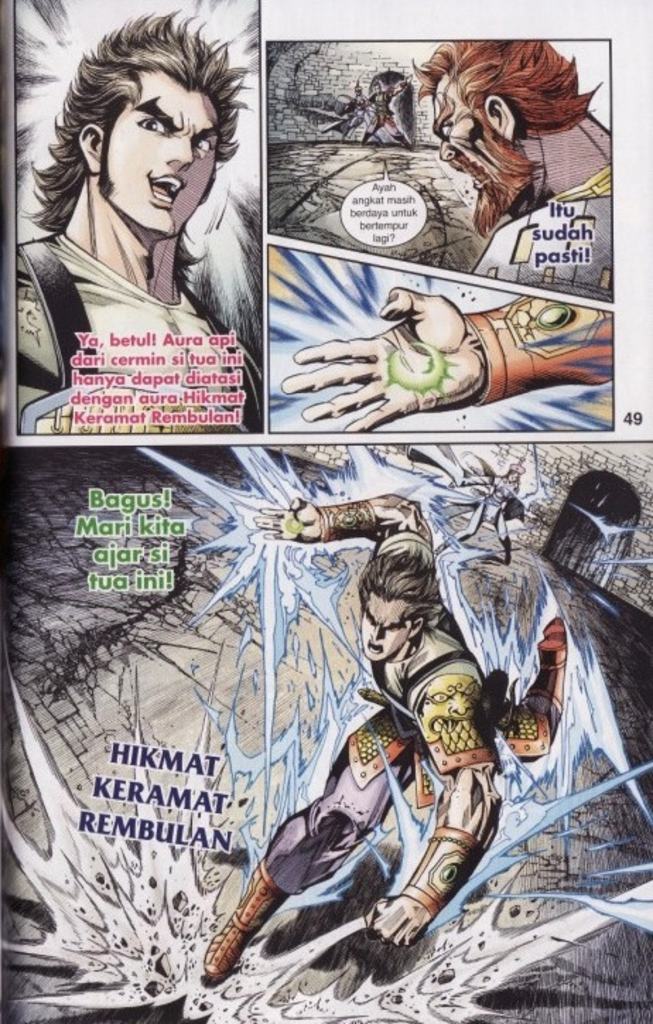 Ya, betul! Aura api
dari cermin si tua ini
hanya dapat diatasi
dengan aura Hikmat
Keramat Rembulan!
Ayah
angkat masih
berdaya untuk
bertempur
lagi?
Itu
sudah
pasti!
49
Bagus!
Mari kita
ajar si
tua ini!
HIKMAT
KERAMAT
REMBULAN